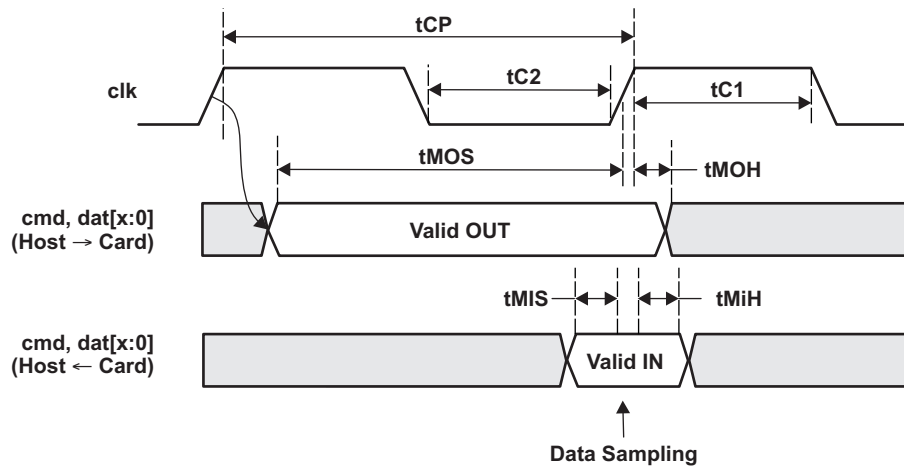 tCP
clk
tC2
tC1
tMOS
tMOH
cmd, dat[x:0]
(Host → Card)
Valid OUT
tMIS
tMiH
cmd, dat[x:0]
(Host ← Card)
Valid IN
Data Sampling